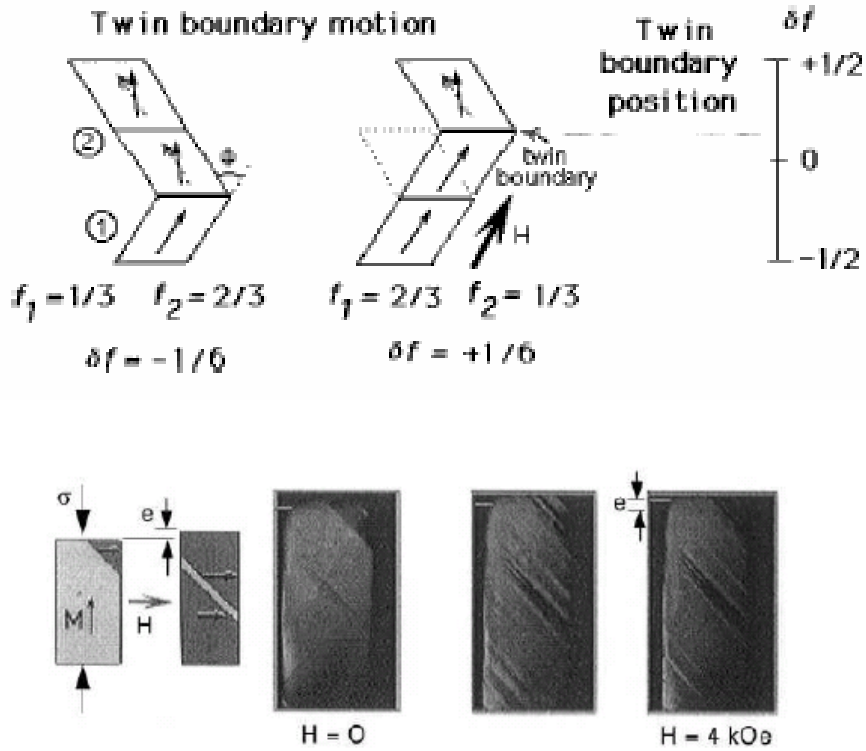 Twin boundary motion
Twin boundary position
δf
+1/2
0
-1/2
②
①
Φ
twin boundary
H
f₁=1/3 f₂=2/3
f₁=2/3 f₂=1/3
δf = -1/6
δf = +1/6
σ
e
M
H
e
H = O
H = 4 kOe